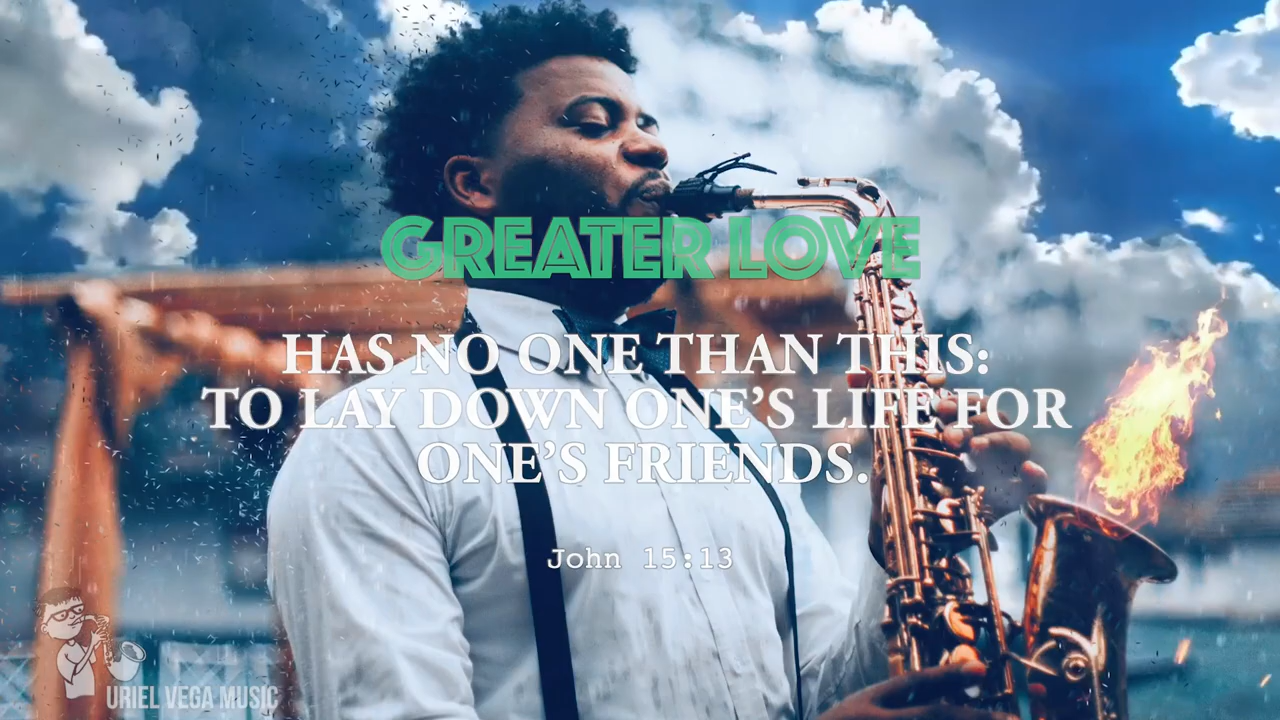 GREATER LOVE
HAS NO ONE THAN THIS:
TO LAY DOWN ONE’S LIFE FOR
ONE’S FRIENDS.
John 15:13
URIEL VEGA MUSIC